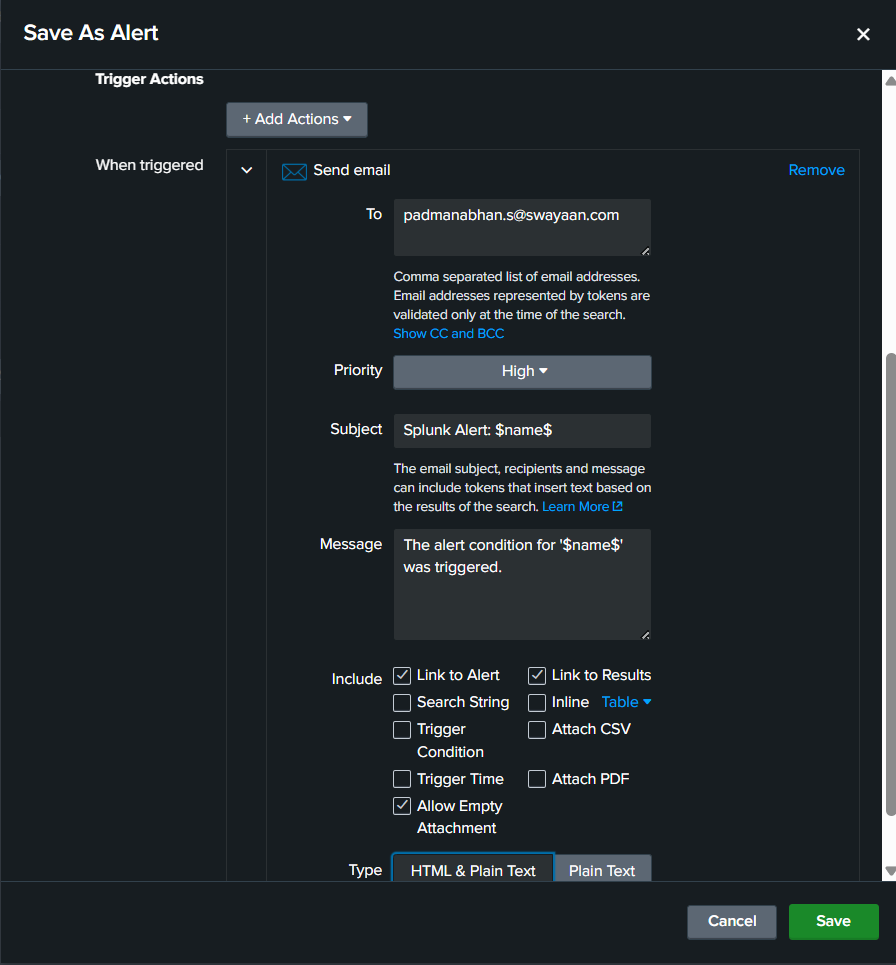 Save As Alert
Trigger Actions
+ Add Actions
When triggered
Send email
Remove
To
padmanabhan.s@swayaan.com
Comma separated list of email addresses.
Email addresses represented by tokens are
validated only at the time of the search.
Show CC and BCC
Priority
High
Subject
Splunk Alert: $name$
The email subject, recipients and message
can include tokens that insert text based on
the results of the search. Learn More
Message
The alert condition for '$name$'
was triggered.
Include
Link to Alert
Link to Results
Search String
Inline Table
Trigger
Condition
Attach CSV
Trigger Time
Attach PDF
Allow Empty
Attachment
Type
HTML & Plain Text
Plain Text
Cancel
Save